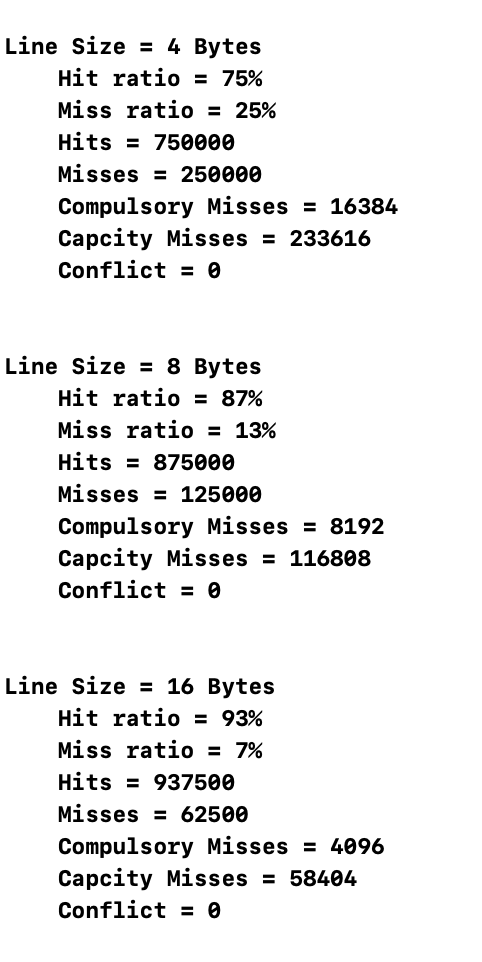 Line Size = 4 Bytes
Hit ratio = 75%
Miss ratio = 25%
Hits = 750000
Misses = 250000
Compulsory Misses = 16384
Capcity Misses = 233616
Conflict = 0
Line Size = 8 Bytes
Hit ratio = 87%
Miss ratio = 13%
Hits = 875000
Misses = 125000
Compulsory Misses = 8192
Capcity Misses = 116808
Conflict = 0
Line Size = 16 Bytes
Hit ratio = 93%
Miss ratio = 7%
Hits = 937500
Misses = 62500
Compulsory Misses = 4096
Capcity Misses = 58404
Conflict = 0